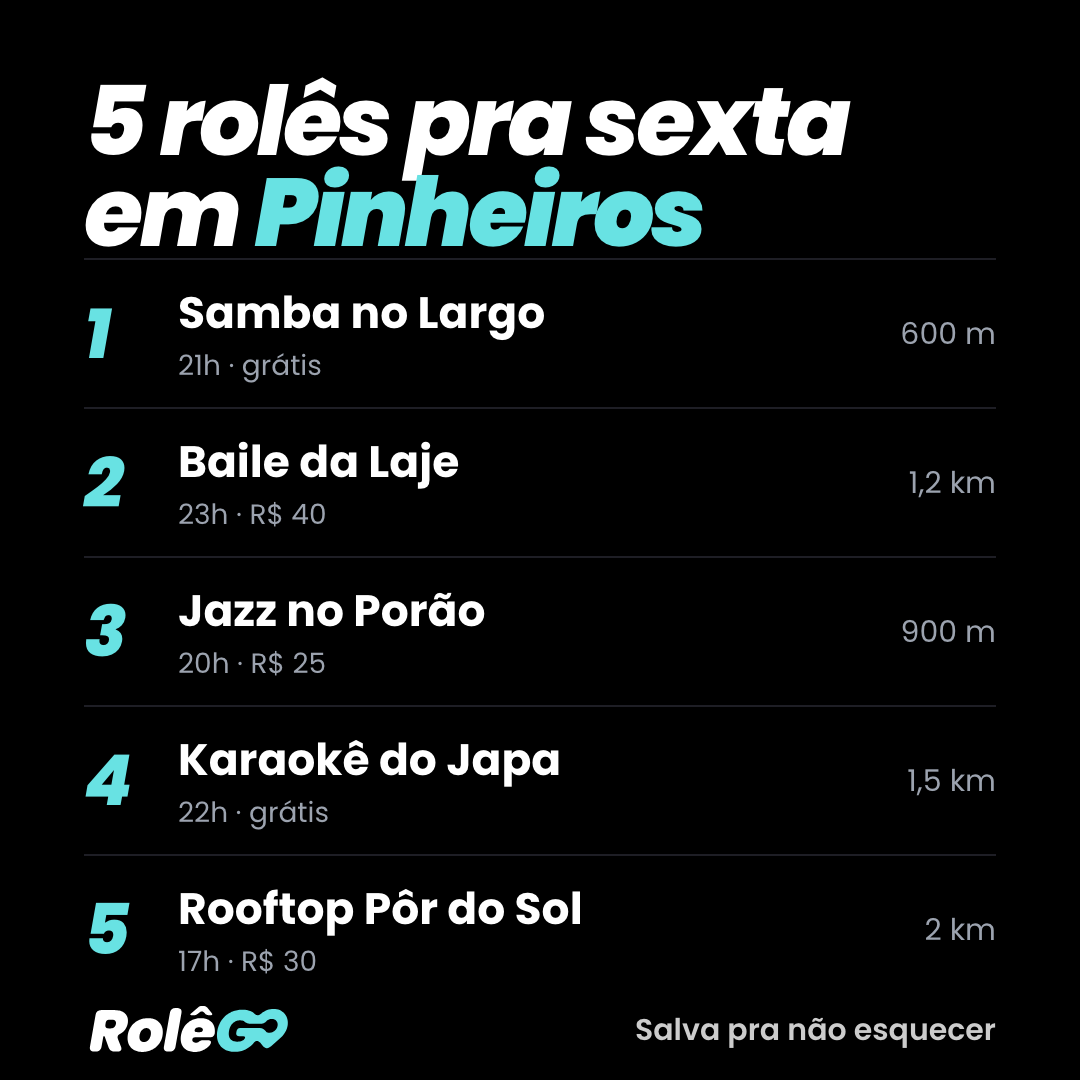 5 rolês pra sexta
em Pinheiros
1
Samba no Largo
21h · grátis
600 m
2
Baile da Laje
23h · R$ 40
1,2 km
3
Jazz no Porão
20h · R$ 25
900 m
4
Karaokê do Japa
22h · grátis
1,5 km
5
Rooftop Pôr do Sol
17h · R$ 30
2 km
RolêGO
Salva pra não esquecer